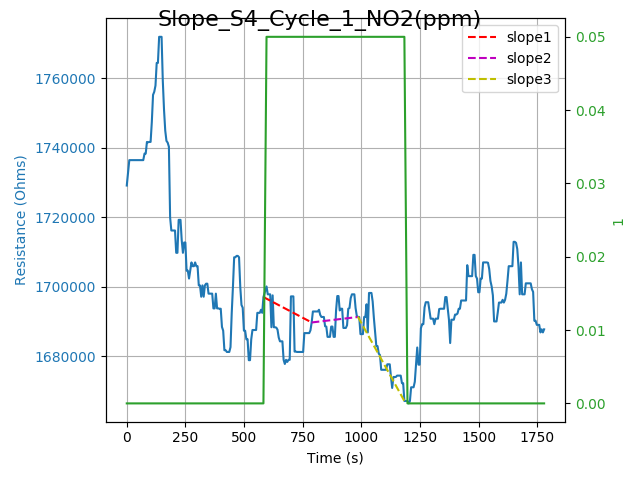 Slope_S4_Cycle_1_NO2(ppm)
slope1
slope2
slope3
Resistance (Ohms)
1760000
1740000
1720000
1700000
1680000
0.05
0.04
0.03
0.02
0.01
0.00
1
0 250 500 750 1000 1250 1500 1750
Time (s)